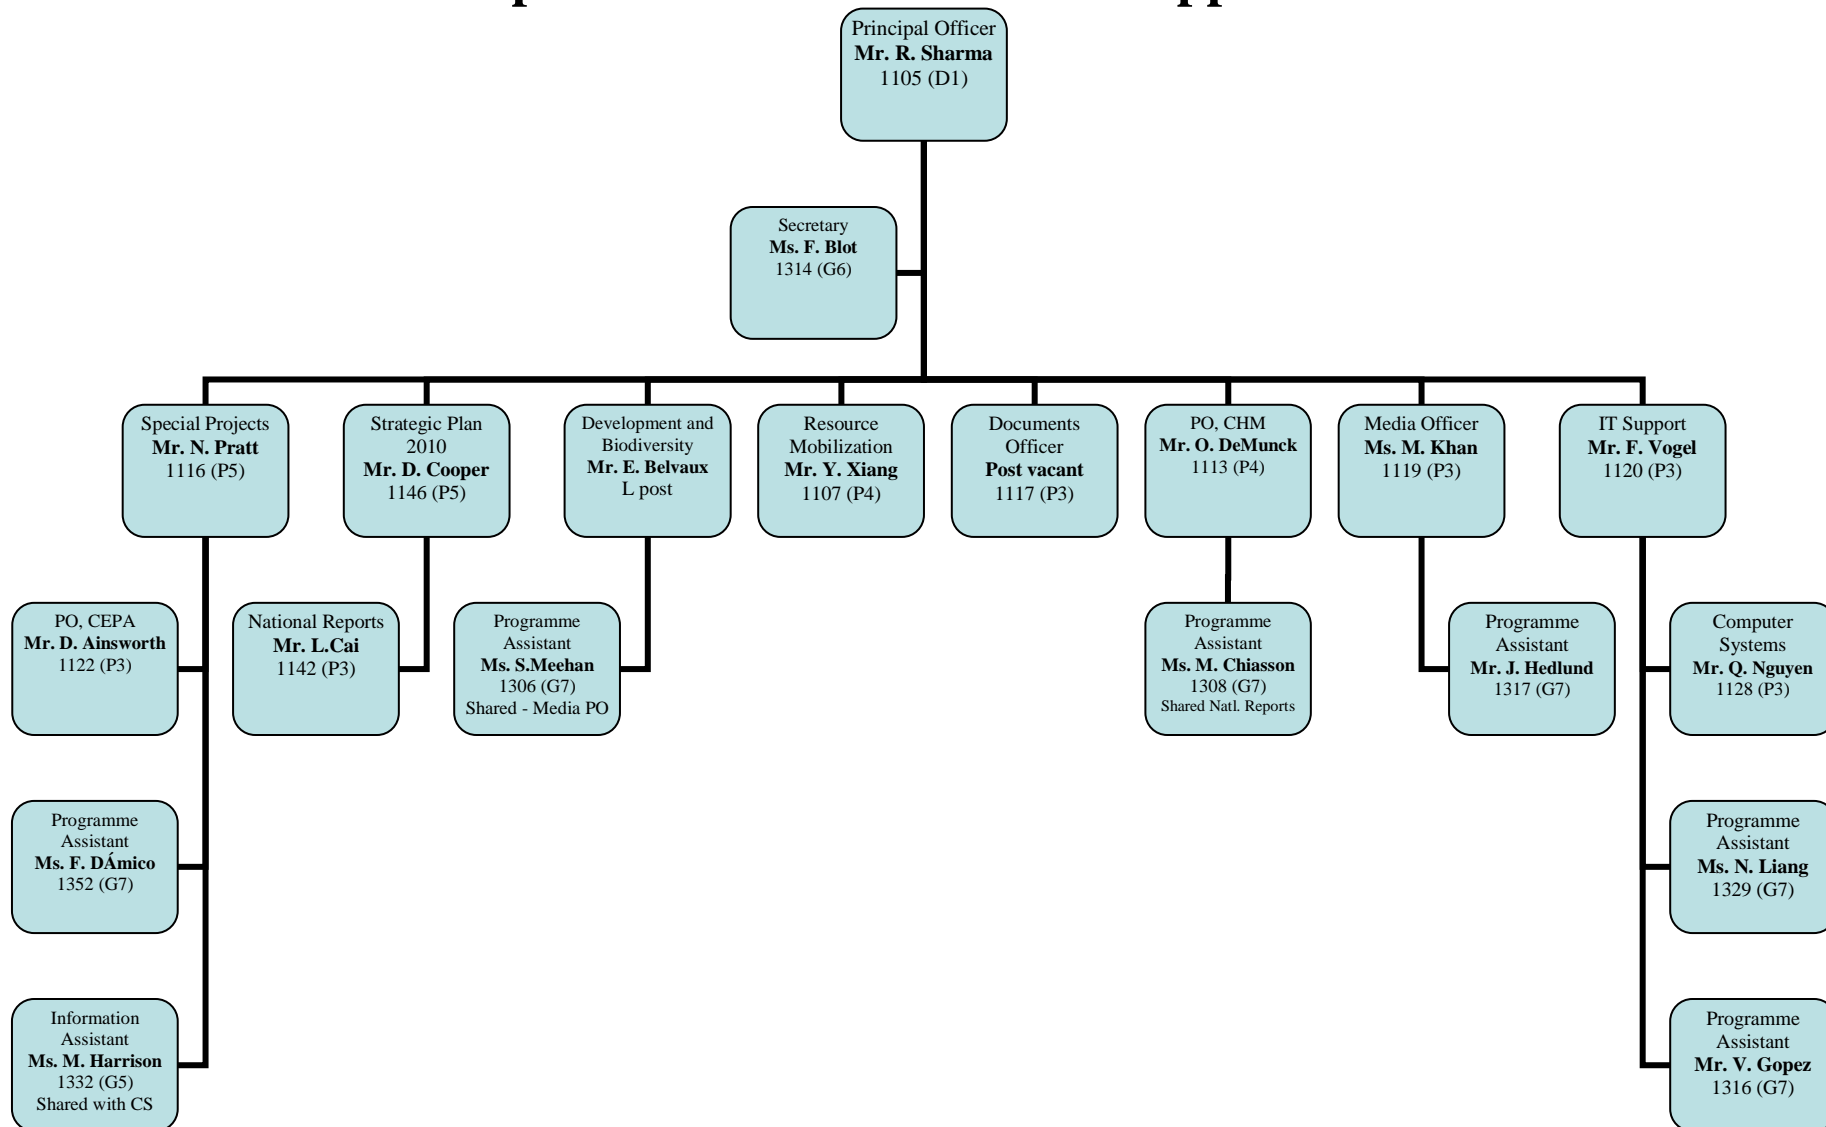 Principal Officer
Mr. R. Sharma
1105 (D1)
Secretary
Ms. F. Blot
1314 (G6)
Special Projects
Mr. N. Pratt
1116 (P5)
Strategic Plan
2010
Mr. D. Cooper
1146 (P5)
Development and
Biodiversity
Mr. E. Belvaux
L post
Resource
Mobilization
Mr. Y. Xiang
1107 (P4)
Documents
Officer
Post vacant
1117 (P3)
PO, CHM
Mr. O. DeMunck
1113 (P4)
Media Officer
Ms. M. Khan
1119 (P3)
IT Support
Mr. F. Vogel
1120 (P3)
PO, CEPA
Mr. D. Ainsworth
1122 (P3)
National Reports
Mr. L.Cai
1142 (P3)
Programme
Assistant
Ms. S.Meehan
1306 (G7)
Shared - Media PO
Programme
Assistant
Ms. M. Chiasson
1308 (G7)
Shared Natl. Reports
Programme
Assistant
Mr. J. Hedlund
1317 (G7)
Computer
Systems
Mr. Q. Nguyen
1128 (P3)
Programme
Assistant
Ms. F. DÁmico
1352 (G7)
Programme
Assistant
Ms. N. Liang
1329 (G7)
Information
Assistant
Ms. M. Harrison
1332 (G5)
Shared with CS
Programme
Assistant
Mr. V. Gopez
1316 (G7)